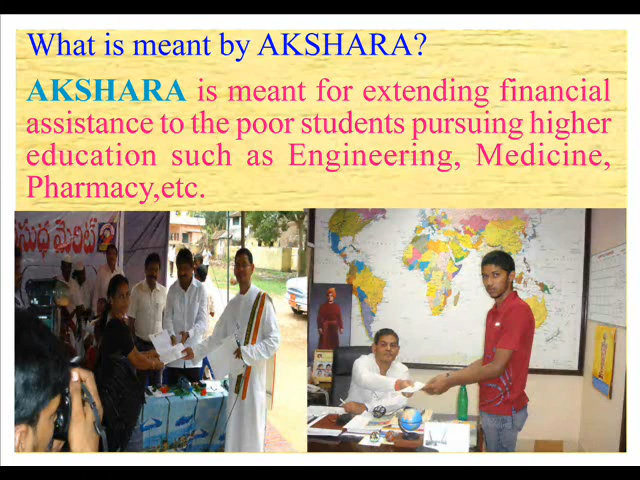 What is meant by AKSHARA?
AKSHARA is meant for extending financial
assistance to the poor students pursuing higher
education such as Engineering, Medicine,
Pharmacy,etc.
సుధ మైలెట్